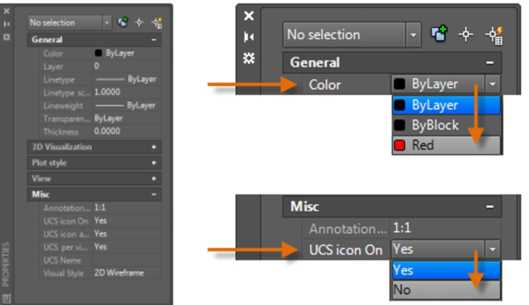 No selection
General
Color ByLayer
Layer 0
Linetype ByLayer
Linetype sc... 1.0000
Lineweight ByLayer
Transparen... ByLayer
Thickness 0.0000
3D Visualization
Plot style
View
Misc
Annotation... 1:1
UCS icon On Yes
UCS icon a... Yes
UCS per vi... Yes
UCS Name
Visual Style 2D Wireframe
PROPERTIES
No selection
General
Color ByLayer
ByLayer
ByBlock
Red
Misc
Annotation... 1:1
UCS icon On Yes
Yes
No